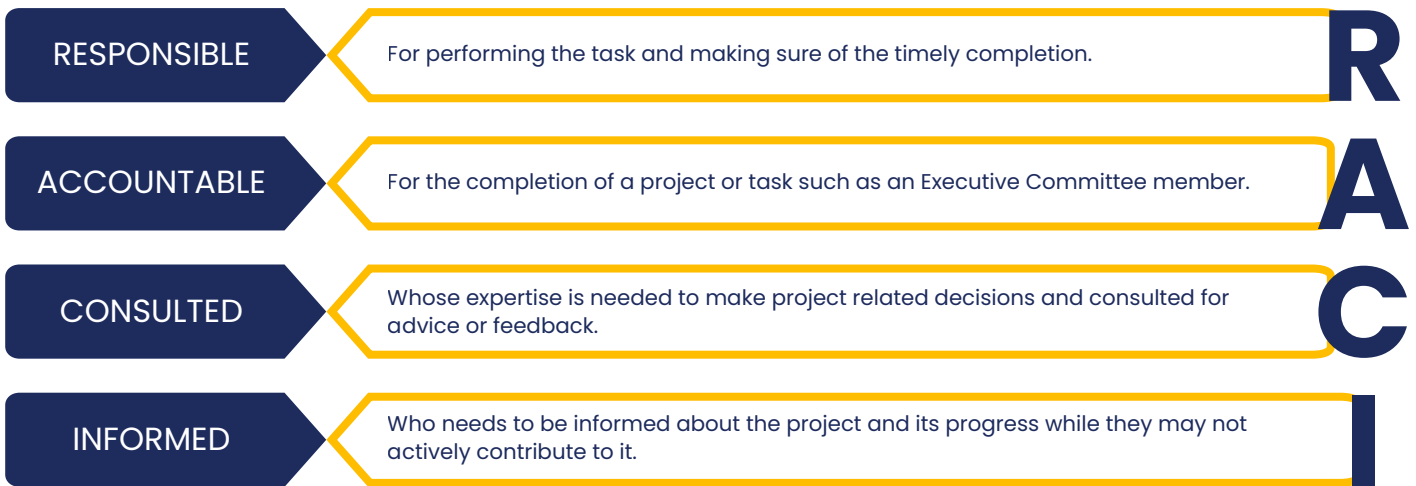 RESPONSIBLE
For performing the task and making sure of the timely completion.
R
ACCOUNTABLE
For the completion of a project or task such as an Executive Committee member.
A
CONSULTED
Whose expertise is needed to make project related decisions and consulted for
advice or feedback.
C
INFORMED
Who needs to be informed about the project and its progress while they may not
actively contribute to it.
I